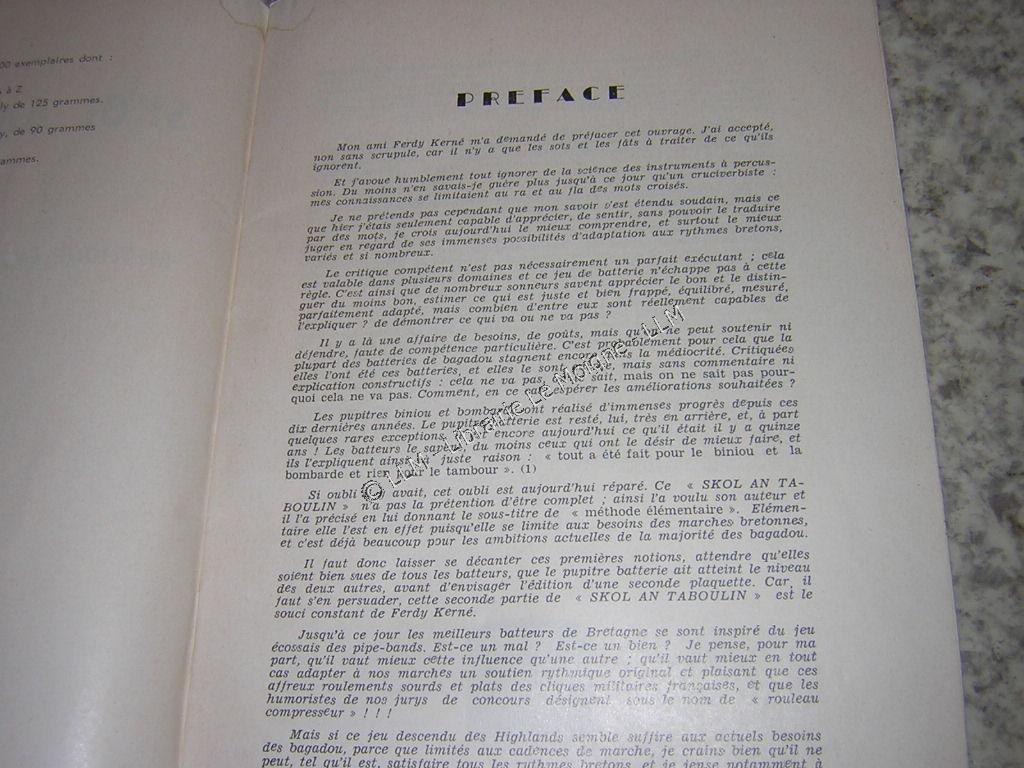 00 exemplaires dont :
à Z
ly de 125 grammes.
y, de 90 grammes
ammes.
PREFACE
Mon ami Ferdy Kerné m'a demandé de préfacer cet ouvrage. J'ai accepté,
non sans scrupule, car il n'y a que les sots et les fâts à traiter de ce qu'ils
ignorent.
Et j'avoue humblement tout ignorer de la science des instruments à percus-
sion. Du moins n'en savais-je guère plus jusqu'à ce jour qu'un cruciverbiste :
mes connaissances se limitaient au ra et au fla des mots croisés.
Je ne prétends pas cependant que mon savoir s'est étendu soudain, mais ce
que hier j'étais seulement capable d'apprécier, de sentir, sans pouvoir le traduire
par des mots, je crois aujourd'hui le mieux comprendre, et surtout le mieux
juger en regard de ses immenses possibilités d'adaptation aux rythmes bretons,
variés et si nombreux.
Le critique compétent n'est pas nécessairement un parfait exécutant ; cela
est valable dans plusieurs domaines et ce jeu de batterie n'échappe pas à cette
règle. C'est ainsi que de nombreux sonneurs savent apprécier le bon et le distin-
guer du moins bon, estimer ce qui est juste et bien frappé, équilibré, mesuré,
parfaitement adapté, mais combien d'entre eux sont réellement capables de
l'expliquer ? de démontrer ce qui va ou ne va pas ?
Il y a là une affaire de besoins, de goûts, mais qu'on ne peut soutenir ni
défendre, faute de compétence particulière. C'est probablement pour cela que la
plupart des batteries de bagadou stagnent encore dans la médiocrité. Critiquées
elles l'ont été ces batteries, et elles le sont mais sans commentaire ni
explication constructifs : cela ne va pas, sait, mais on ne sait pas pour-
quoi cela ne va pas. Comment, en ce cas, espérer les améliorations souhaitées ?
Les pupitres biniou et bombarde ont réalisé d'immenses progrès depuis ces
dix dernières années. Le pupitre batterie est resté, lui, très en arrière, et, à part
quelques rares exceptions, encore aujourd'hui ce qu'il était il y a quinze
ans ! Les batteurs le savent, du moins ceux qui ont le désir de mieux faire, et
ils l'expliquent ainsi à juste raison : « tout a été fait pour le biniou et la
bombarde et rien pour le tambour ». (1)
Si oubli avait, cet oubli est aujourd'hui réparé. Ce « SKOL AN TA-
BOULIN » n'a pas la prétention d'être complet ; ainsi l'a voulu son auteur et
il l'a précisé en lui donnant le sous-titre de « méthode élémentaire ». Elémen-
taire elle l'est en effet puisqu'elle se limite aux besoins des marches bretonnes,
et c'est déjà beaucoup pour les ambitions actuelles de la majorité des bagadou.
Il faut donc laisser se décanter ces premières notions, attendre qu'elles
soient bien sues de tous les batteurs, que le pupitre batterie ait atteint le niveau
des deux autres, avant d'envisager l'édition d'une seconde plaquette. Car, il
faut s'en persuader, cette seconde partie de « SKOL AN TABOULIN » est le
souci constant de Ferdy Kerné.
Jusqu'à ce jour les meilleurs batteurs de Bretagne se sont inspiré du jeu
écossais des pipe-bands. Est-ce un mal ? Est-ce un bien ? Je pense, pour ma
part, qu'il vaut mieux cette influence qu'une autre ; qu'il vaut mieux en tout
cas adapter à nos marches un soutien rythmique original et plaisant que ces
affreux roulements sourds et plats des cliques militaires françaises, et que les
humoristes de nos jurys de concours désignent sous le nom de « rouleau
compresseur » ! ! !
Mais si ce jeu descendu des Highlands semble suffire aux actuels besoins
des bagadou, parce que limités aux cadences de marche, je crains bien qu'il ne
peut, tel qu'il est, satisfaire tous les rythmes bretons, et je pense notamment à
© LLM - Librairie Le Moigne - LLM